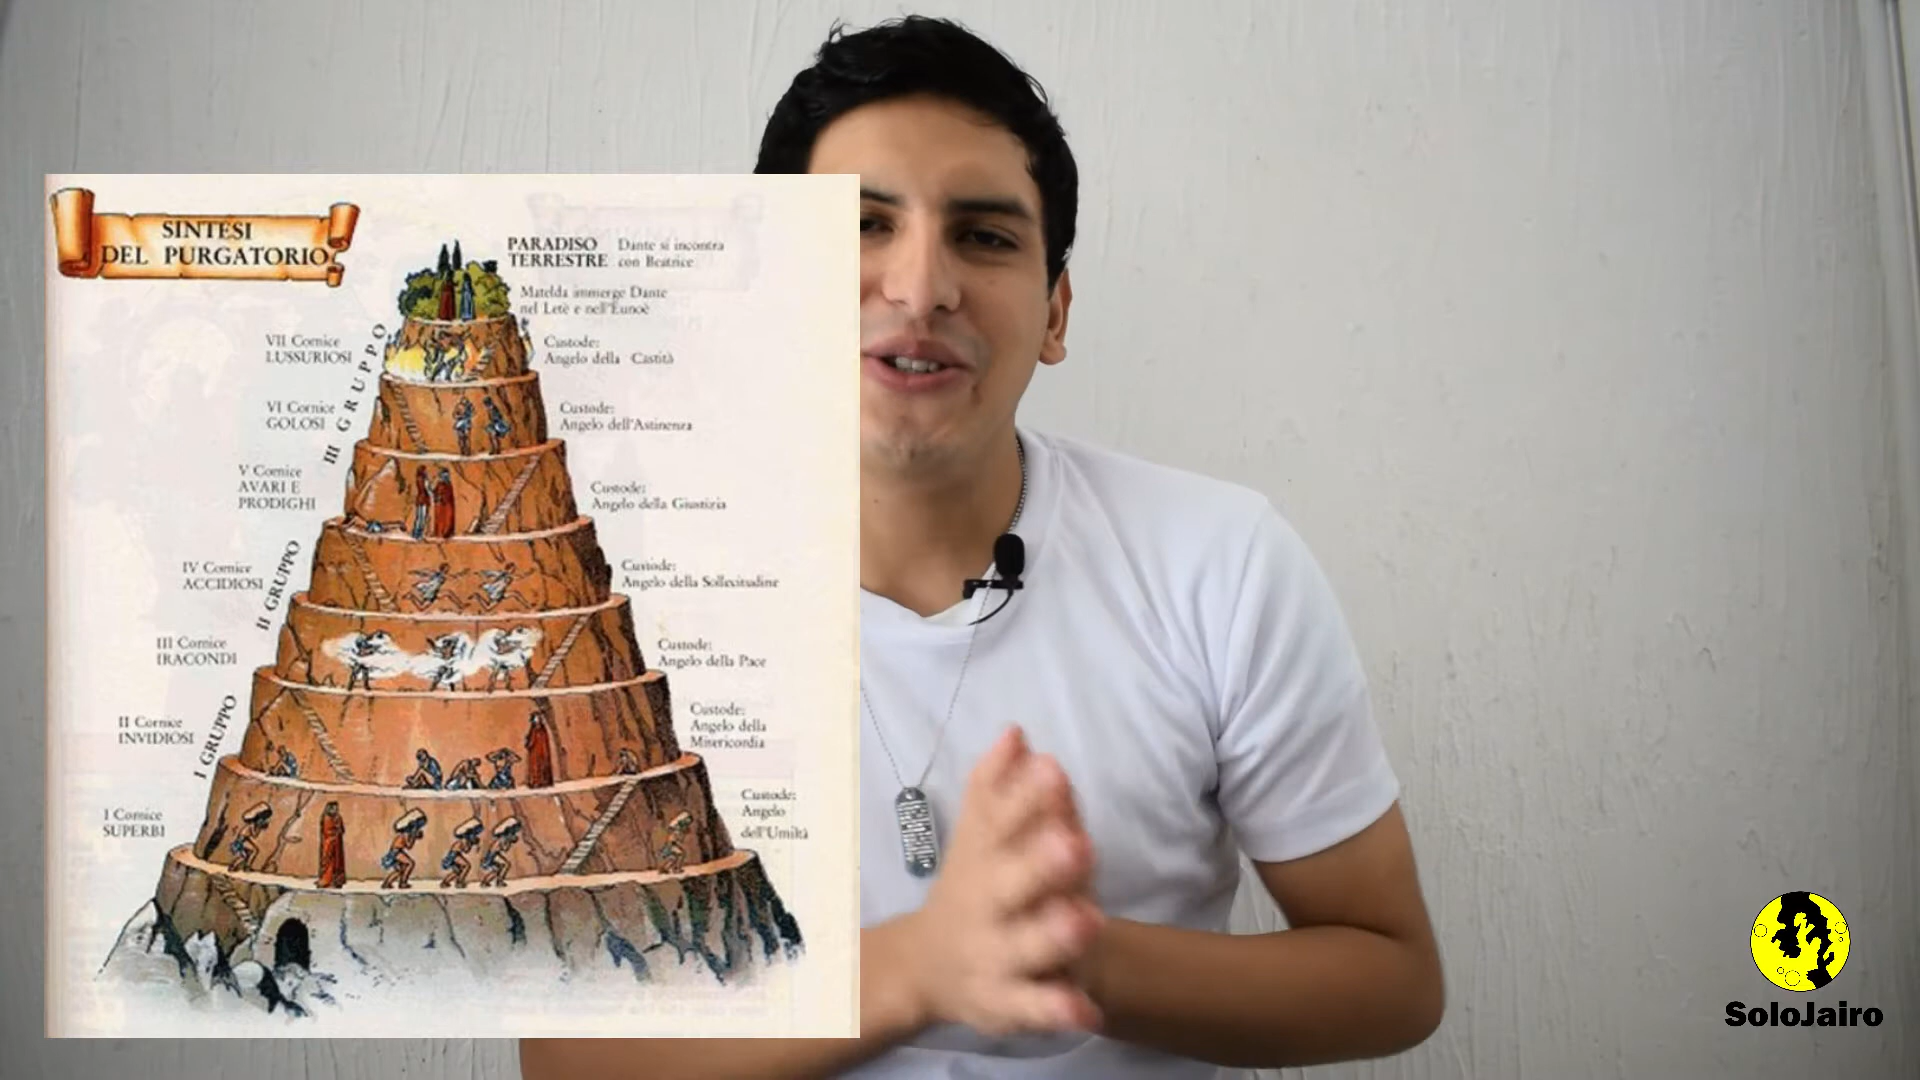 SINTESI
DEL PURGATORIO
PARADISO
TERRESTRE
Dante si incontra
con Beatrice
Matelda immerge Dante
nel Letè e nell'Eunoè
VII Cornice
LUSSURIOSI
Custode:
Angelo della Castità
III GRUPPO
VI Cornice
GOLOSI
Custode:
Angelo dell'Astinenza
V Cornice
AVARI E
PRODIGHI
Custode:
Angelo della Giustizia
IV Cornice
ACCIDIOSI
Custode:
Angelo della Sollecitudine
II GRUPPO
III Cornice
IRACONDI
Custode:
Angelo della Pace
II Cornice
INVIDIOSI
Custode:
Angelo della
Misericordia
I GRUPPO
I Cornice
SUPERBI
Custode:
Angelo
dell'Umiltà
SoloJairo